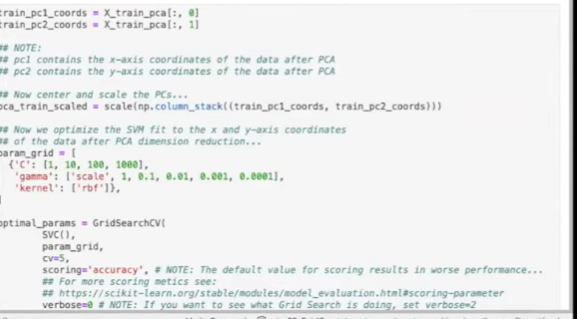 train_pc1_coords = X_train_pca[:, 0]
train_pc2_coords = X_train_pca[:, 1]
## NOTE:
## pc1 contains the x-axis coordinates of the data after PCA
## pc2 contains the y-axis coordinates of the data after PCA
## Now center and scale the PCs...
pca_train_scaled = scale(np.column_stack((train_pc1_coords, train_pc2_coords)))
## Now we optimize the SVM fit to the x and y-axis coordinates
## of the data after PCA dimension reduction...
param_grid = [
{'C': [1, 10, 100, 1000],
'gamma': ['scale', 1, 0.1, 0.01, 0.001, 0.0001],
'kernel': ['rbf']},
]
optimal_params = GridSearchCV(
SVC(),
param_grid,
cv=5,
scoring='accuracy', # NOTE: The default value for scoring results in worse performance...
## For more scoring metics see:
## https://scikit-learn.org/stable/modules/model_evaluation.html#scoring-parameter
verbose=0 # NOTE: If you want to see what Grid Search is doing, set verbose=2